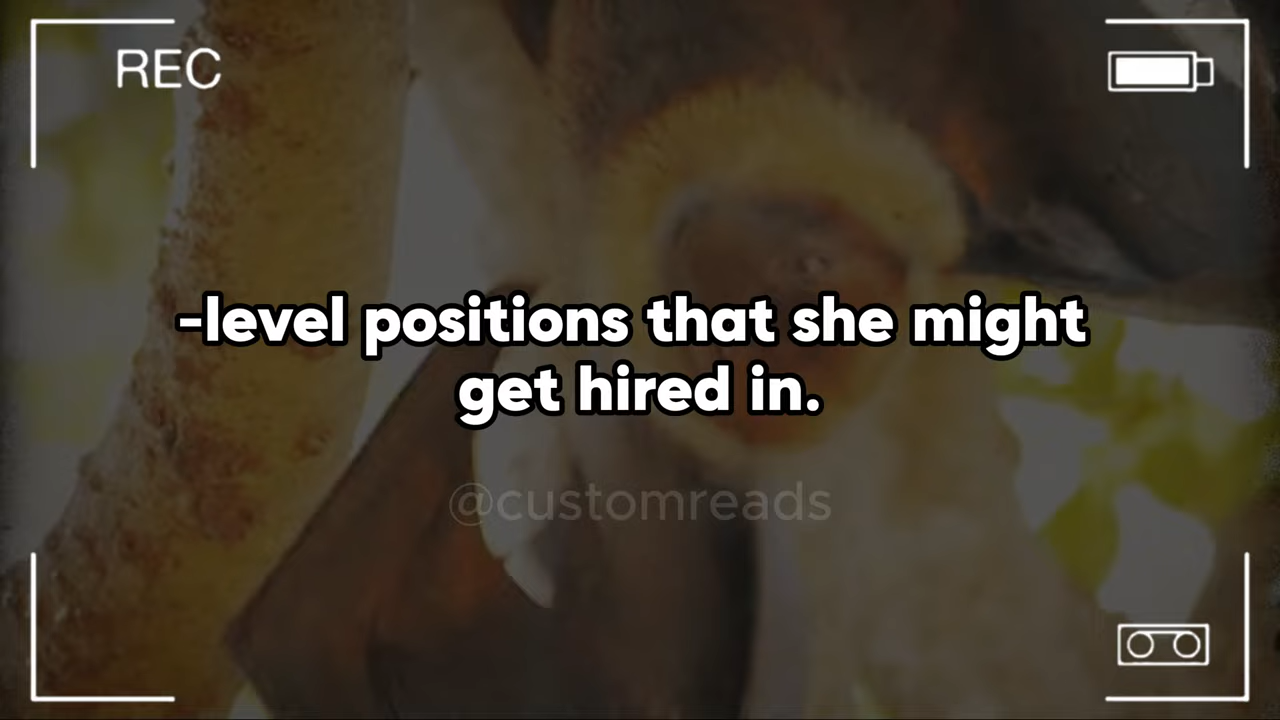 REC
-level positions that she might
get hired in.
@customreads